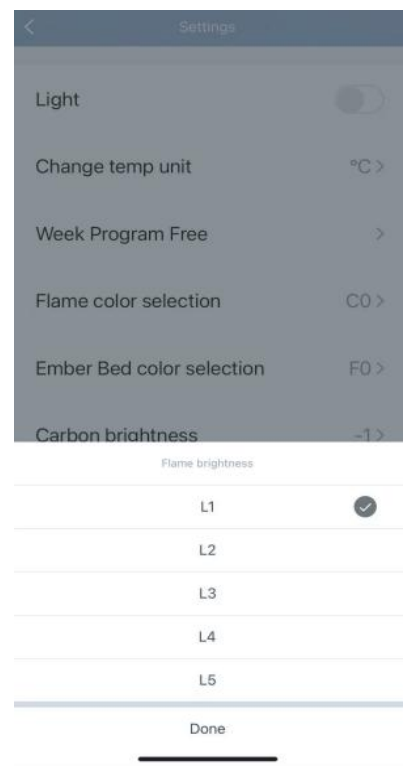 Settings
Light
Change temp unit °C
Week Program Free
Flame color selection C0
Ember Bed color selection F0
Carbon brightness -1
Flame brightness
L1
L2
L3
L4
L5
Done